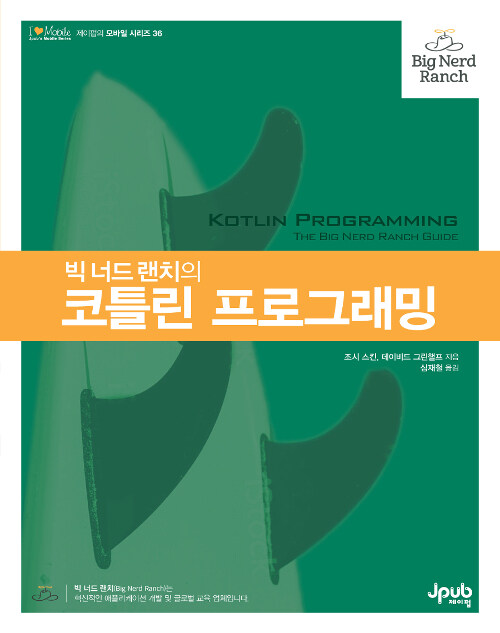 I ♥ Mobile 제이펍의 모바일 시리즈 36
Jpub's Mobile Series
Big Nerd
Ranch
KOTLIN PROGRAMMING
THE BIG NERD RANCH GUIDE
빅 너드 랜치의
코틀린 프로그래밍
조시 스킨, 데이비드 그린핼프 지음
심재철 옮김
빅 너드 랜치(Big Nerd Ranch)는
혁신적인 애플리케이션 개발 및 글로벌 교육 업체입니다.
Jpub
제이펍